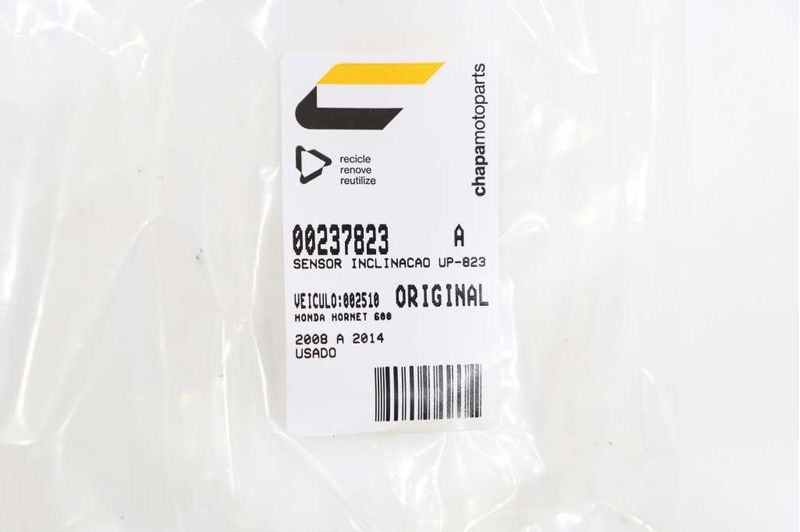 chapamotoparts
recicle
renove
reutilize
00237823 A
SENSOR INCLINACAO UP-823
VEICULO:002510 ORIGINAL
HONDA HORNET 600
2008 A 2014
USADO